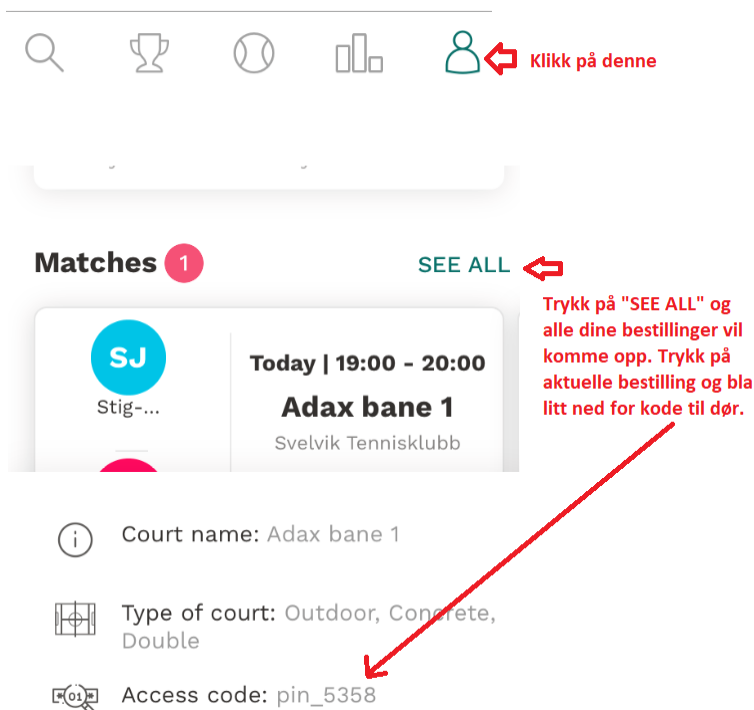 Klikk på denne
Matches 1
SEE ALL
Trykk på "SEE ALL" og
alle dine bestillinger vil
komme opp. Trykk på
aktuelle bestilling og bla
litt ned for kode til dør.
SJ
Stig-...
Today | 19:00 - 20:00
Adax bane 1
Svelvik Tennisklubb
Court name: Adax bane 1
Type of court: Outdoor, Concrete,
Double
01
Access code: pin_5358